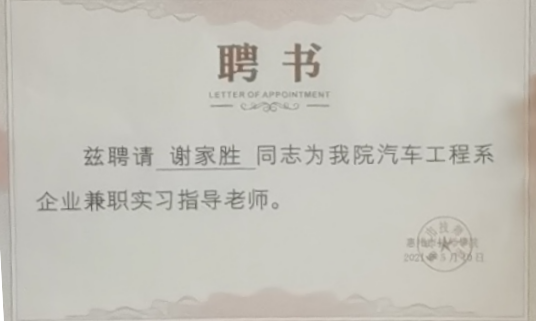 聘书
LETTER OF APPOINTMENT
兹聘请 谢家胜 同志为我院汽车工程系
企业兼职实习指导老师。